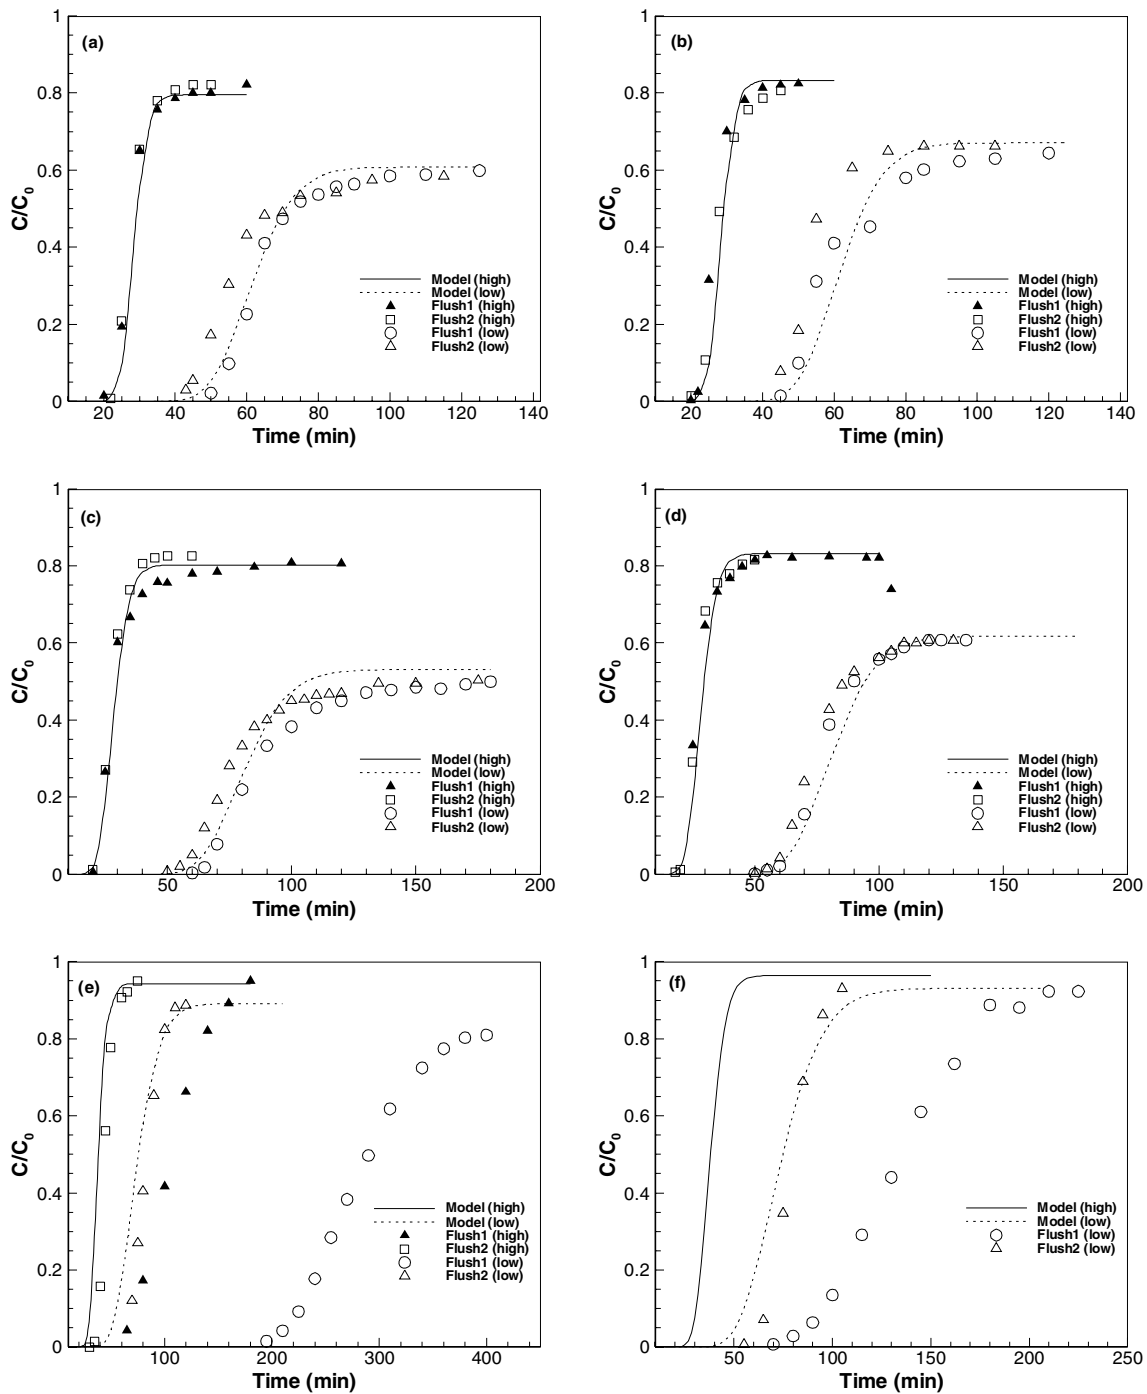 (a)
C/C0
1
0.8
0.6
0.4
0.2
0
20 40 60 80 100 120 140
Time (min)
Model (high)
Model (low)
Flush1 (high)
Flush2 (high)
Flush1 (low)
Flush2 (low)
(b)
C/C0
1
0.8
0.6
0.4
0.2
0
20 40 60 80 100 120 140
Time (min)
Model (high)
Model (low)
Flush1 (high)
Flush2 (high)
Flush1 (low)
Flush2 (low)
(c)
C/C0
1
0.8
0.6
0.4
0.2
0
50 100 150 200
Time (min)
Model (high)
Model (low)
Flush1 (high)
Flush2 (high)
Flush1 (low)
Flush2 (low)
(d)
C/C0
1
0.8
0.6
0.4
0.2
0
50 100 150 200
Time (min)
Model (high)
Model (low)
Flush1 (high)
Flush2 (high)
Flush1 (low)
Flush2 (low)
(e)
C/C0
1
0.8
0.6
0.4
0.2
0
100 200 300 400
Time (min)
Model (high)
Model (low)
Flush1 (high)
Flush2 (high)
Flush1 (low)
Flush2 (low)
(f)
C/C0
1
0.8
0.6
0.4
0.2
0
50 100 150 200 250
Time (min)
Model (high)
Model (low)
Flush1 (low)
Flush2 (low)